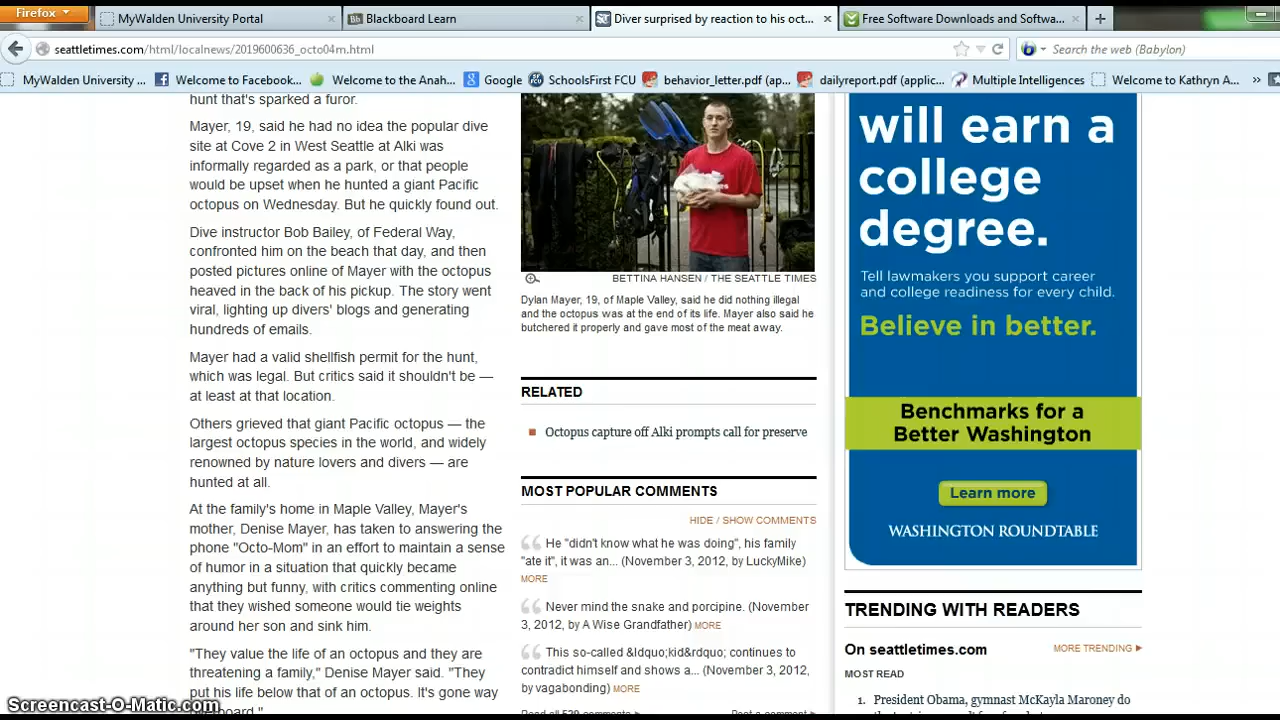 Firefox
MyWalden University Portal
Blackboard Learn
Diver surprised by reaction to his oct...
Free Software Downloads and Softwa...
seattletimes.com/html/localnews/2019600636_octo04m.html
Search the web (Babylon)
MyWalden University ...
Welcome to Facebook...
Welcome to the Anah...
Google
SchoolsFirst FCU
behavior_letter.pdf (ap...
dailyreport.pdf (applic...
Multiple Intelligences
Welcome to Kathryn A...
hunt that's sparked a furor.
Mayer, 19, said he had no idea the popular dive
site at Cove 2 in West Seattle at Alki was
informally regarded as a park, or that people
would be upset when he hunted a giant Pacific
octopus on Wednesday. But he quickly found out.
Dive instructor Bob Bailey, of Federal Way,
confronted him on the beach that day, and then
posted pictures online of Mayer with the octopus
heaved in the back of his pickup. The story went
viral, lighting up divers' blogs and generating
hundreds of emails.
Mayer had a valid shellfish permit for the hunt,
which was legal. But critics said it shouldn't be —
at least at that location.
Others grieved that giant Pacific octopus — the
largest octopus species in the world, and widely
renowned by nature lovers and divers — are
hunted at all.
At the family's home in Maple Valley, Mayer's
mother, Denise Mayer, has taken to answering the
phone "Octo-Mom" in an effort to maintain a sense
of humor in a situation that quickly became
anything but funny, with critics commenting online
that they wished someone would tie weights
around her son and sink him.
"They value the life of an octopus and they are
threatening a family," Denise Mayer said. "They
put his life below that of an octopus. It's gone way
BETTINA HANSEN / THE SEATTLE TIMES
Dylan Mayer, 19, of Maple Valley, said he did nothing illegal
and the octopus was at the end of its life. Mayer also said he
butchered it properly and gave most of the meat away.
RELATED
Octopus capture off Alki prompts call for preserve
MOST POPULAR COMMENTS
HIDE / SHOW COMMENTS
He "didn't know what he was doing", his family
"ate it", it was an... (November 3, 2012, by LuckyMike)
MORE
Never mind the snake and porcipine. (November
3, 2012, by A Wise Grandfather) MORE
This so-called &ldquo;kid&rdquo; continues to
contradict himself and shows a... (November 3, 2012,
by vagabonding) MORE
Read all 529 comments
Post a comment
will earn a
college
degree.
Tell lawmakers you support career
and college readiness for every child.
Believe in better.
Benchmarks for a
Better Washington
Learn more
WASHINGTON ROUNDTABLE
TRENDING WITH READERS
On seattletimes.com
MORE TRENDING
MOST READ
1. President Obama, gymnast McKayla Maroney do
Screencast-O-Matic.com